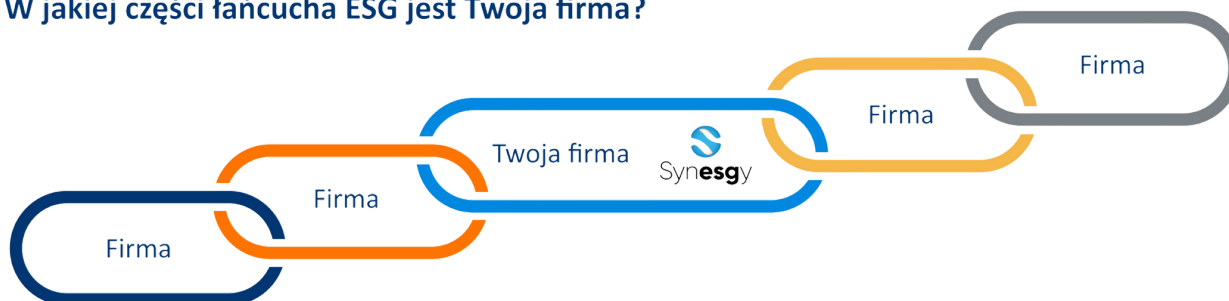 W jakiej części łańcucha ESG jest Twoja firma?
Firma
Firma
Twoja firma
Synesgy
Firma
Firma